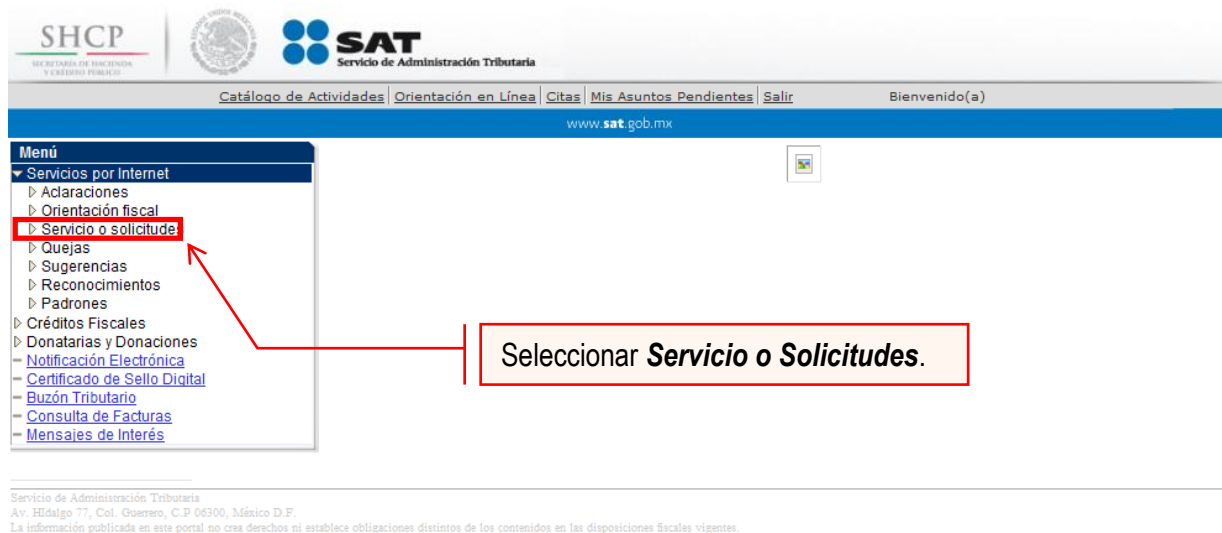 SHCP
SECRETARÍA DE HACIENDA
Y CRÉDITO PÚBLICO
SAT
Servicio de Administración Tributaria
Catálogo de Actividades Orientación en Línea Citas Mis Asuntos Pendientes Salir Bienvenido(a)
www.sat.gob.mx
Menú
Servicios por Internet
Aclaraciones
Orientación fiscal
Servicio o solicitudes
Quejas
Sugerencias
Reconocimientos
Padrones
Créditos Fiscales
Donatarias y Donaciones
Notificación Electrónica
Certificado de Sello Digital
Buzón Tributario
Consulta de Facturas
Mensajes de Interés
Seleccionar Servicio o Solicitudes.
Servicio de Administración Tributaria
Av. HIdalgo 77, Col. Guerrero, C.P 06300, México D.F.
La información publicada en este portal no crea derechos ni establece obligaciones distintos de los contenidos en las disposiciones fiscales vigentes.